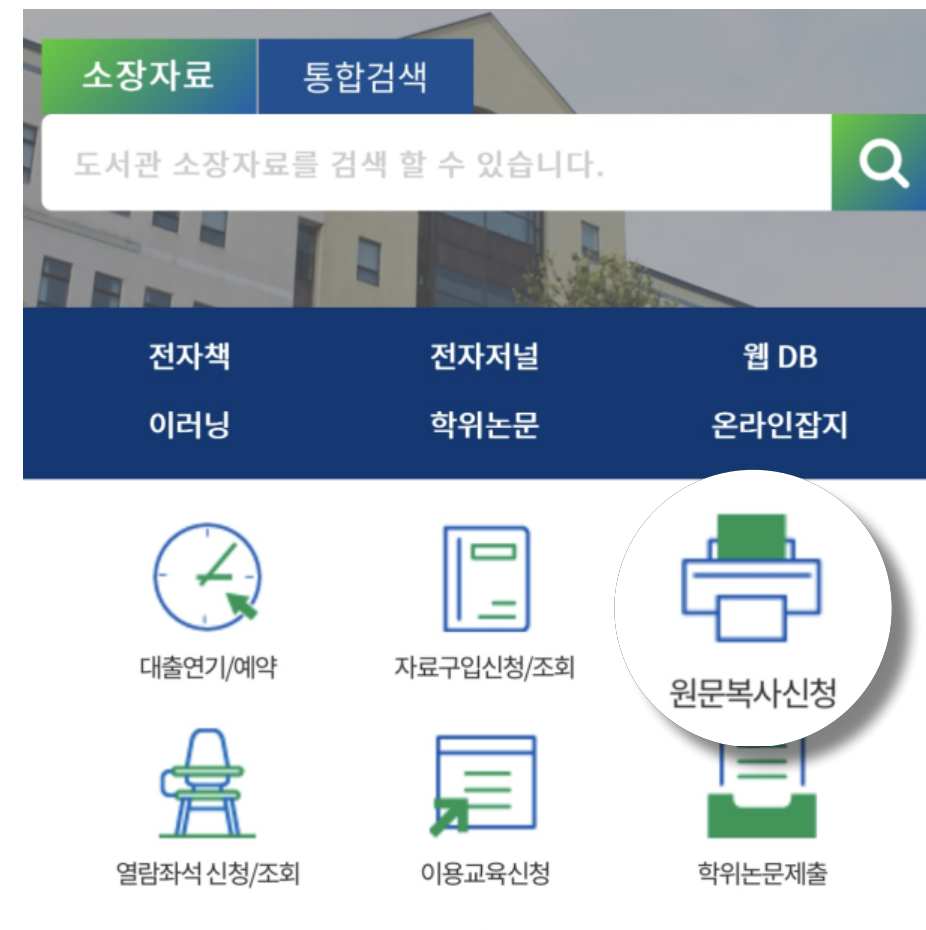 소장자료 통합검색
도서관 소장자료를 검색 할 수 있습니다.
전자책 전자저널 웹 DB
이러닝 학위논문 온라인잡지
대출연기/예약 자료구입신청/조회 원문복사신청
열람좌석 신청/조회 이용교육신청 학위논문제출